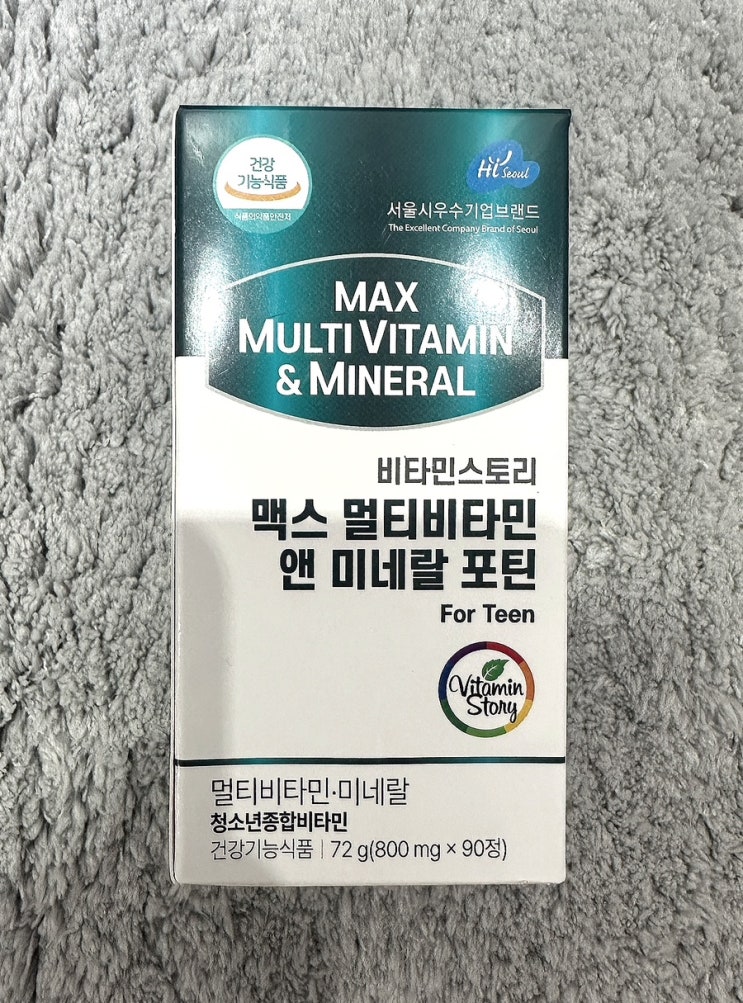 건강
기능식품
식품의약품안전처
Hi Seoul
서울시우수기업브랜드
The Excellent Company Brand of Seoul
MAX
MULTI VITAMIN
& MINERAL
비타민스토리
맥스 멀티비타민
앤 미네랄 포틴
For Teen
Vitamin
Story
멀티비타민·미네랄
청소년종합비타민
건강기능식품 | 72 g(800 mg × 90정)